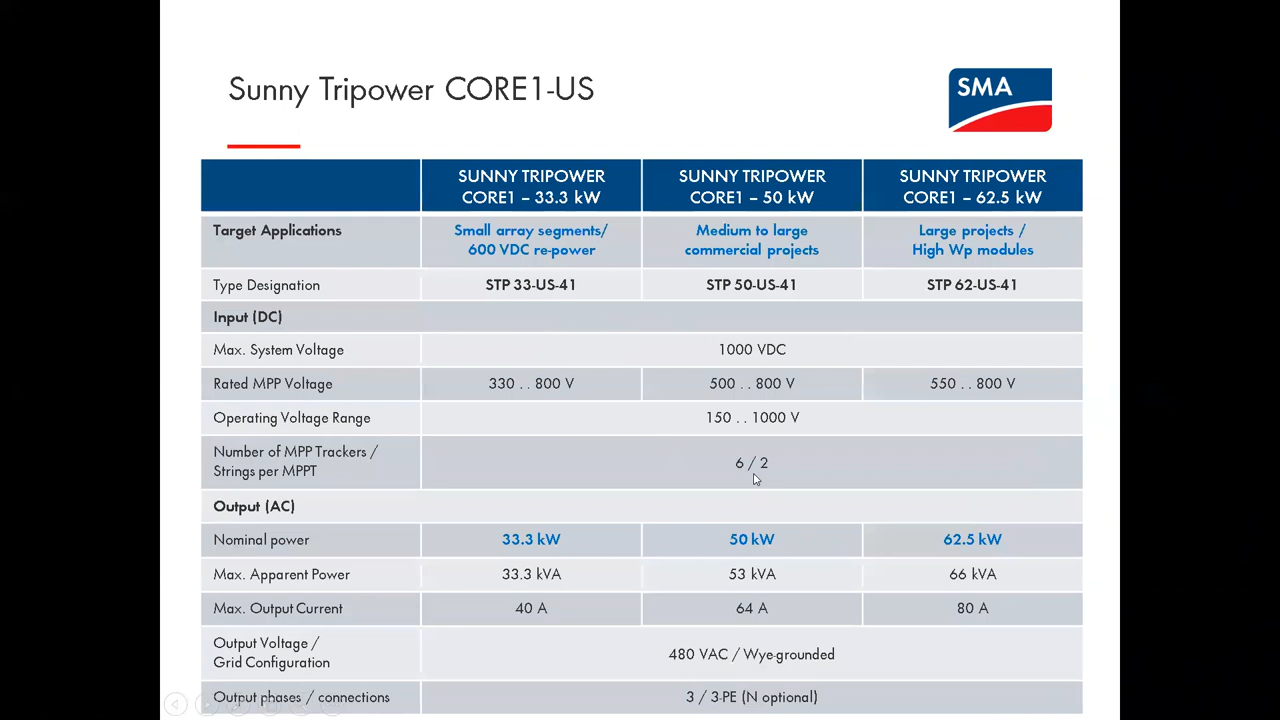 Sunny Tripower CORE1-US
SMA
SUNNY TRIPOWER
CORE1 – 33.3 kW
SUNNY TRIPOWER
CORE1 – 50 kW
SUNNY TRIPOWER
CORE1 – 62.5 kW
Target Applications
Small array segments/
600 VDC re-power
Medium to large
commercial projects
Large projects /
High Wp modules
Type Designation
STP 33-US-41
STP 50-US-41
STP 62-US-41
Input (DC)
Max. System Voltage
1000 VDC
Rated MPP Voltage
330 . . 800 V
500 . . 800 V
550 . . 800 V
Operating Voltage Range
150 . . 1000 V
Number of MPP Trackers /
Strings per MPPT
6 / 2
Output (AC)
Nominal power
33.3 kW
50 kW
62.5 kW
Max. Apparent Power
33.3 kVA
53 kVA
66 kVA
Max. Output Current
40 A
64 A
80 A
Output Voltage /
Grid Configuration
480 VAC / Wye-grounded
Output phases / connections
3 / 3-PE (N optional)